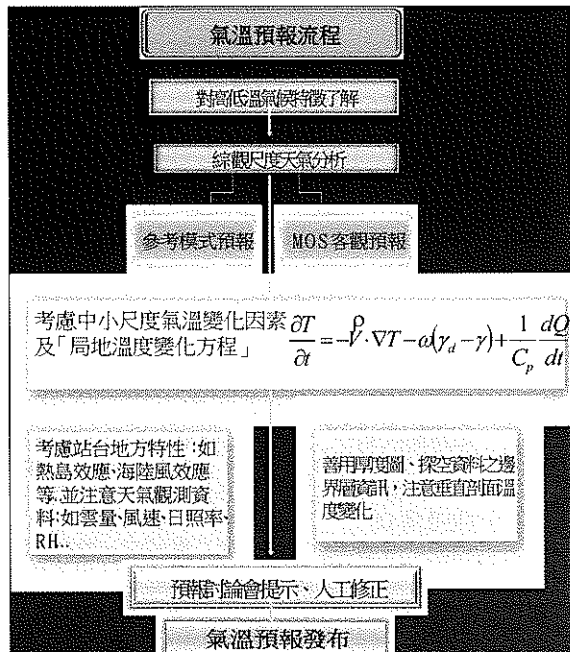 氣溫預報流程
對高低溫氣候特徵了解
綜觀尺度天氣分析
參考模式預報
MOS客觀預報
考慮中小尺度氣溫變化因素
及「局地溫度變化方程」
∂T/∂t = -V̊·∇T - ω(γ_d - γ) + 1/C_p dQ/dt
考慮站台地方特性:如
熱島效應、海陸風效應
等,並注意天氣觀測資
料:如雲量、風速、日照率、
RH..
善用厚度圖、探空資料之邊
界層資訊,注意垂直剖面溫
度變化
預報討論會提示、人工修正
氣溫預報發布